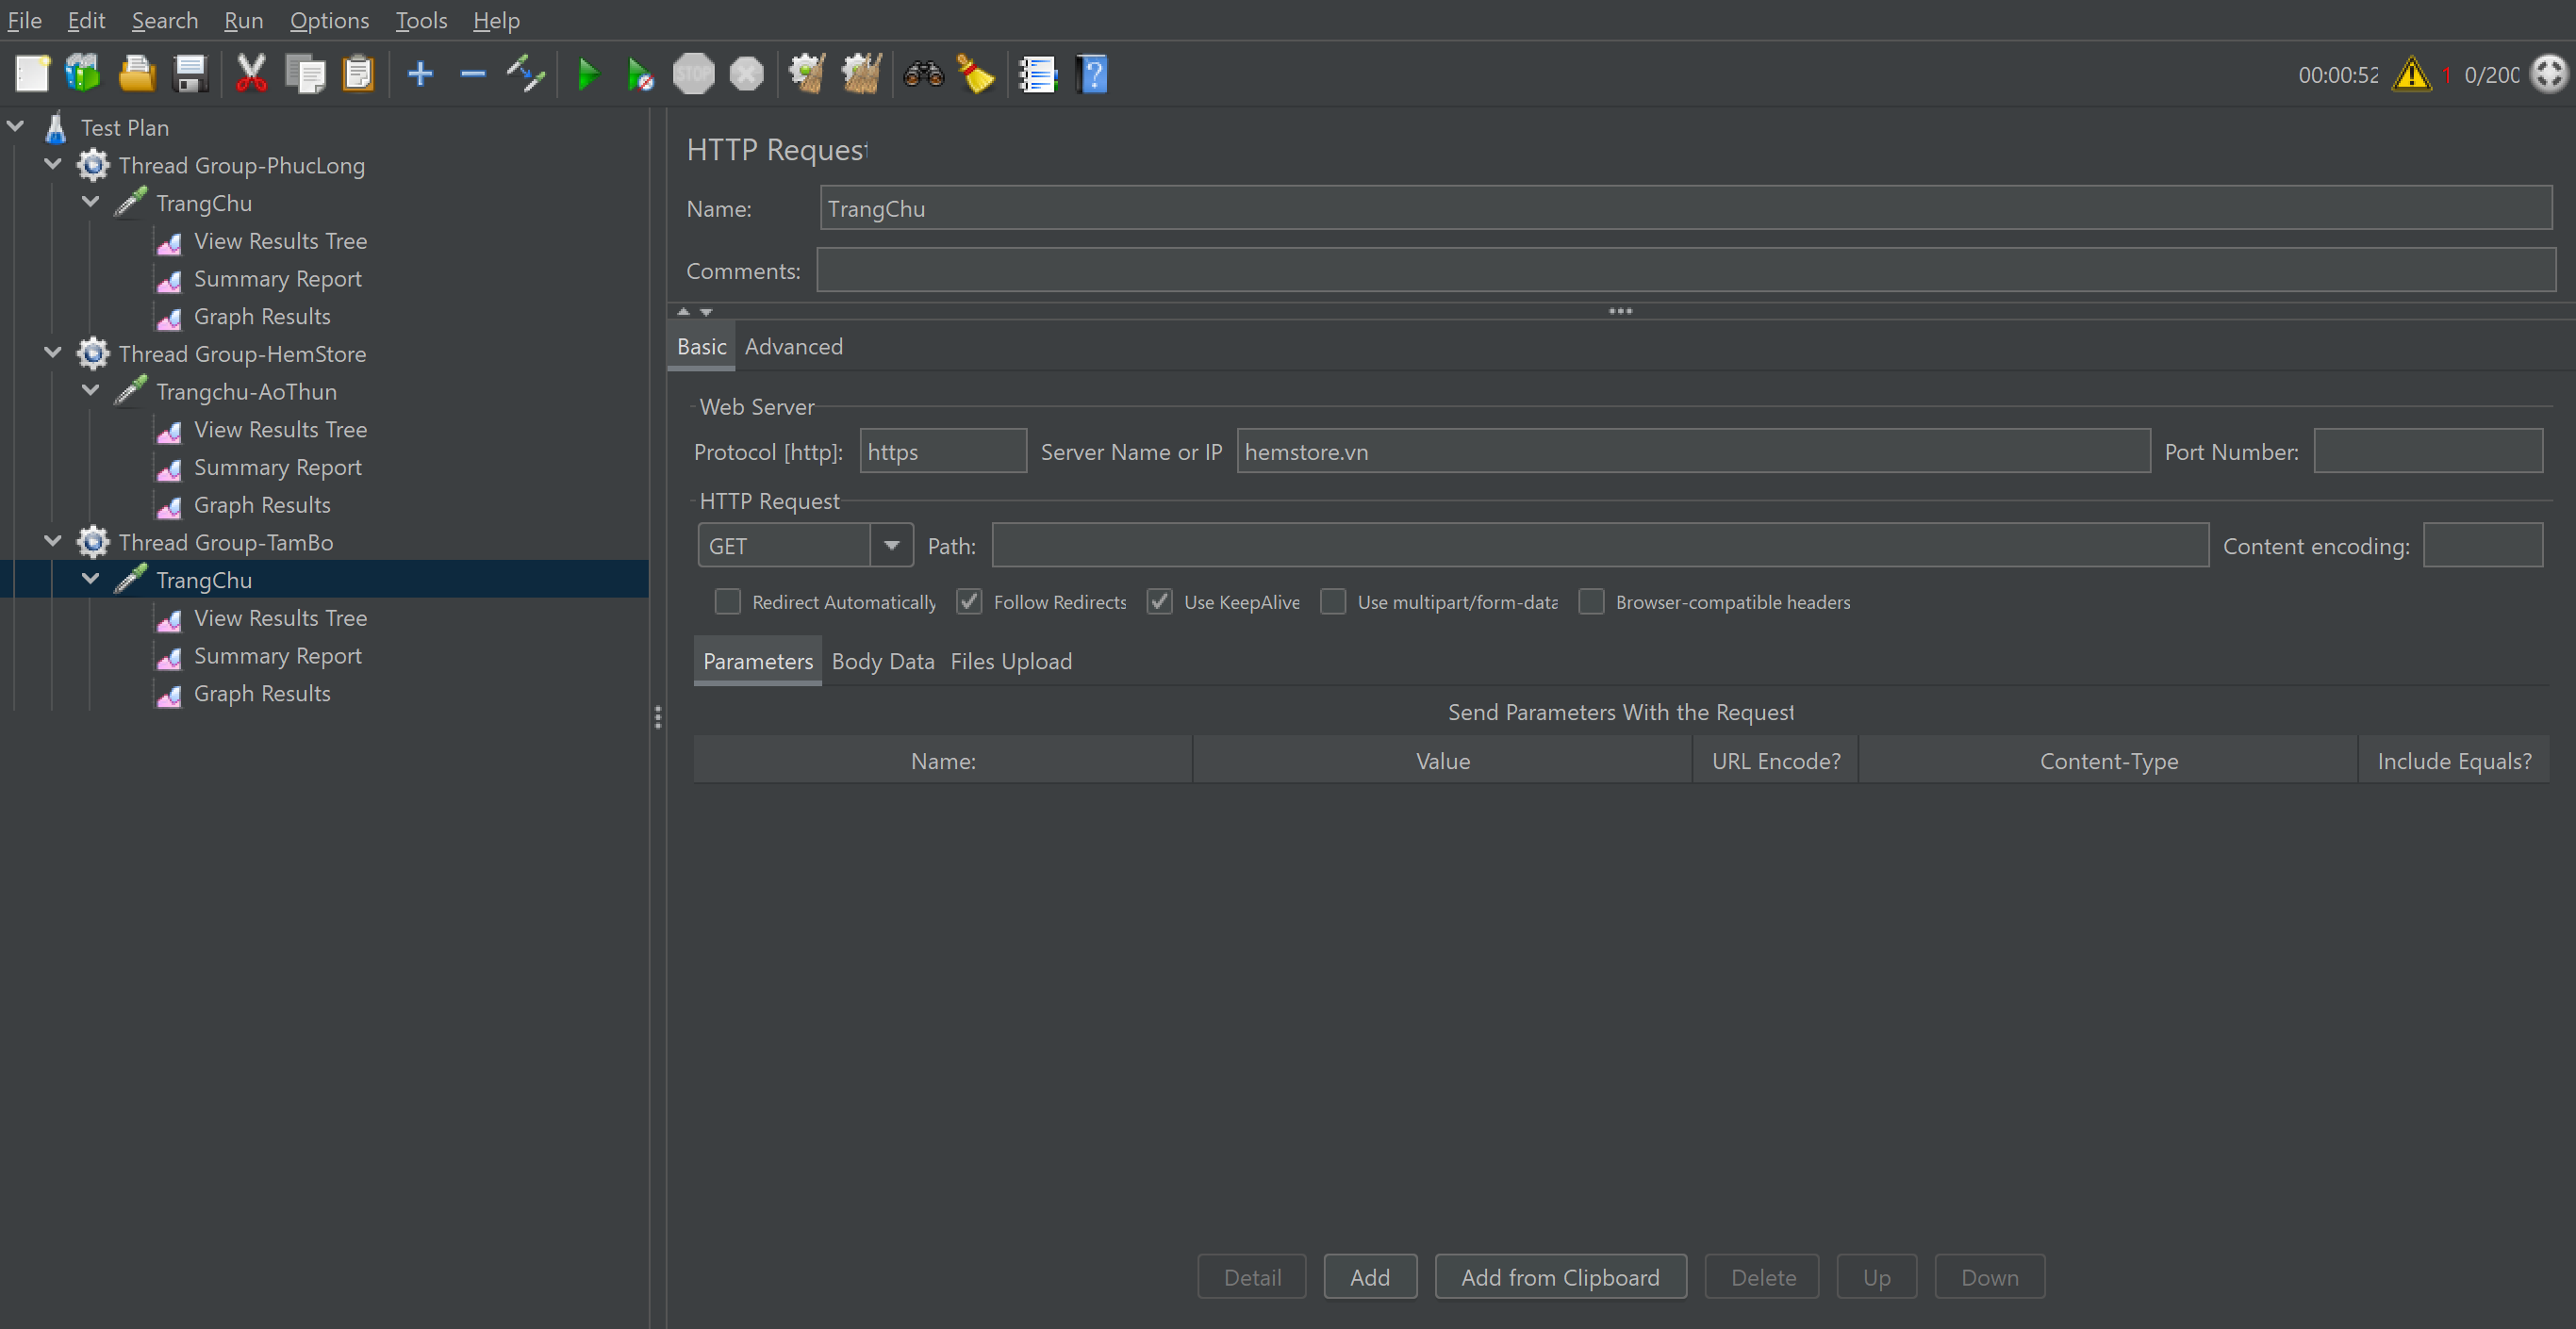 File Edit Search Run Options Tools Help
STOP
00:00:52 1 0/200
Test Plan
Thread Group-PhucLong
TrangChu
View Results Tree
Summary Report
Graph Results
Thread Group-HemStore
Trangchu-AoThun
View Results Tree
Summary Report
Graph Results
Thread Group-TamBo
TrangChu
View Results Tree
Summary Report
Graph Results
HTTP Request
Name: TrangChu
Comments:
Basic Advanced
Web Server
Protocol [http]: https Server Name or IP hemstore.vn Port Number:
HTTP Request
GET Path: Content encoding:
Redirect Automatically Follow Redirects Use KeepAlive Use multipart/form-data Browser-compatible headers
Parameters Body Data Files Upload
Send Parameters With the Request
Name: Value URL Encode? Content-Type Include Equals?
Detail Add Add from Clipboard Delete Up Down